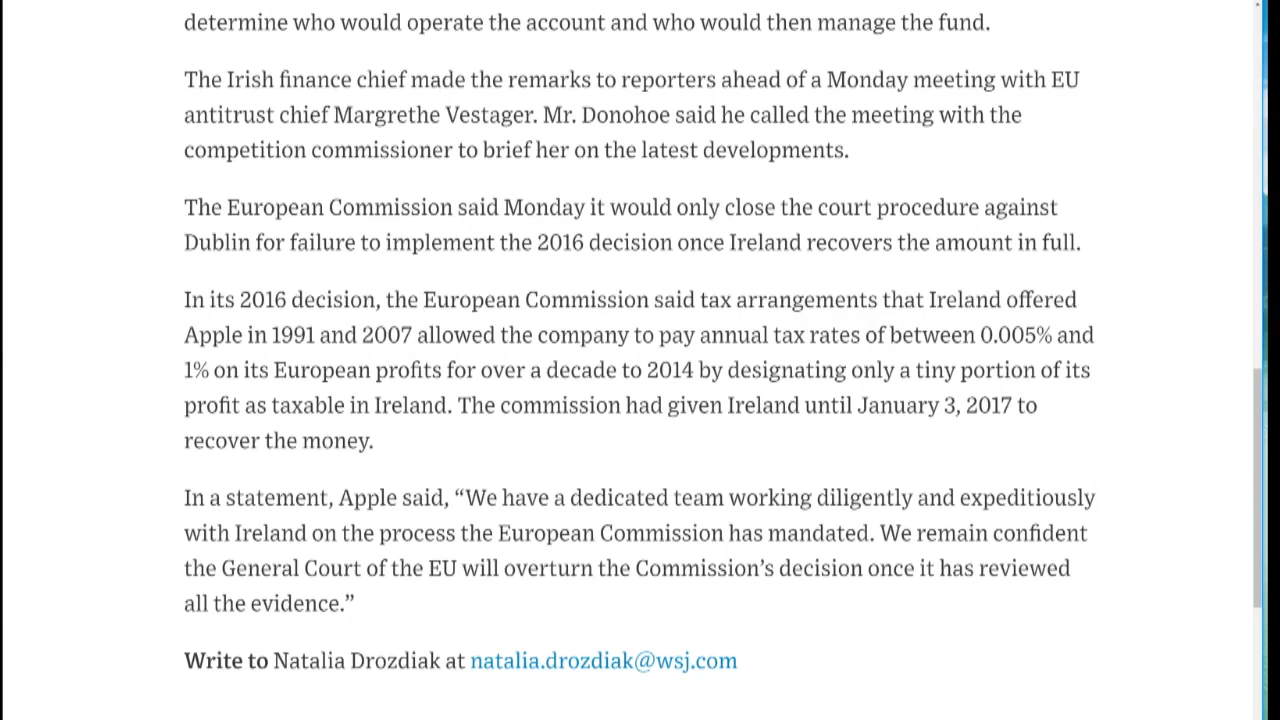 determine who would operate the account and who would then manage the fund.
The Irish finance chief made the remarks to reporters ahead of a Monday meeting with EU
antitrust chief Margrethe Vestager. Mr. Donohoe said he called the meeting with the
competition commissioner to brief her on the latest developments.
The European Commission said Monday it would only close the court procedure against
Dublin for failure to implement the 2016 decision once Ireland recovers the amount in full.
In its 2016 decision, the European Commission said tax arrangements that Ireland offered
Apple in 1991 and 2007 allowed the company to pay annual tax rates of between 0.005% and
1% on its European profits for over a decade to 2014 by designating only a tiny portion of its
profit as taxable in Ireland. The commission had given Ireland until January 3, 2017 to
recover the money.
In a statement, Apple said, “We have a dedicated team working diligently and expeditiously
with Ireland on the process the European Commission has mandated. We remain confident
the General Court of the EU will overturn the Commission’s decision once it has reviewed
all the evidence.”
Write to Natalia Drozdiak at natalia.drozdiak@wsj.com